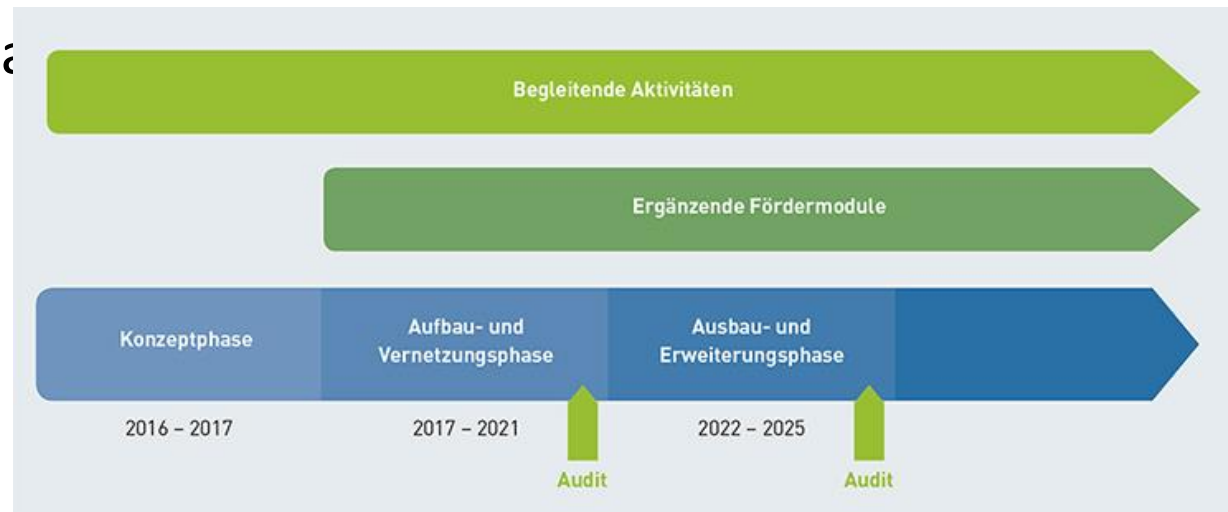 Begleitende Aktivitäten
Ergänzende Fördermodule
Konzeptphase
Aufbau- und
Vernetzungsphase
Ausbau- und
Erweiterungsphase
2016 – 2017
2017 – 2021
2022 – 2025
Audit
Audit